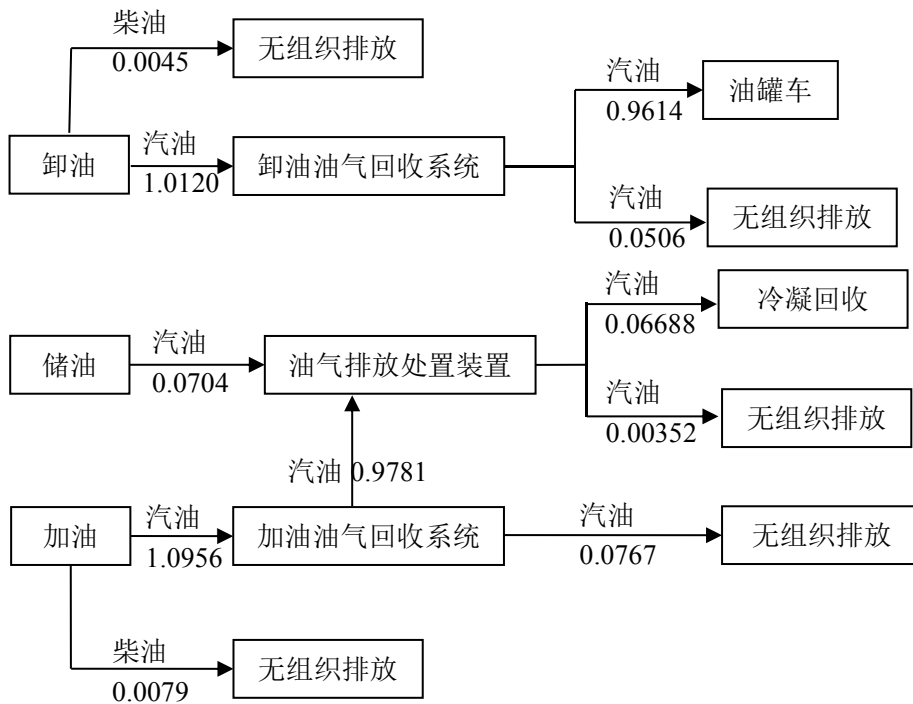 柴油
0.0045
无组织排放
卸油
汽油
1.0120
卸油油气回收系统
汽油
0.9614
油罐车
汽油
0.0506
无组织排放
储油
汽油
0.0704
油气排放处置装置
汽油
0.06688
冷凝回收
汽油
0.00352
无组织排放
汽油 0.9781
加油
汽油
1.0956
加油油气回收系统
汽油
0.0767
无组织排放
柴油
0.0079
无组织排放